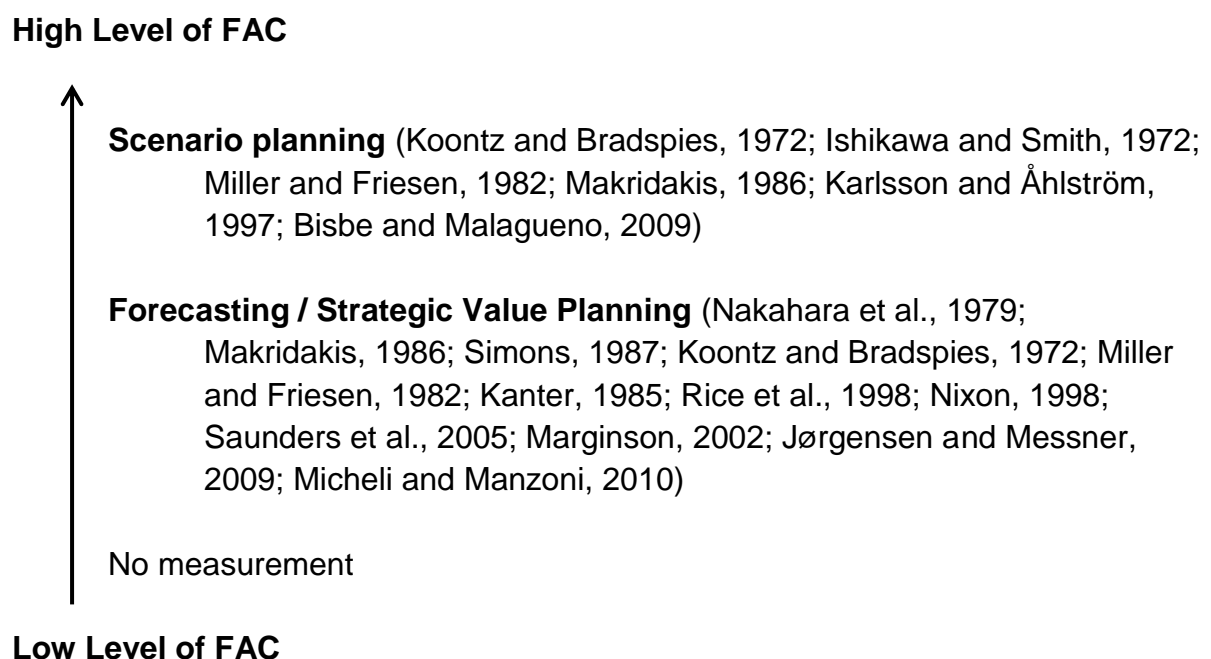 High Level of FAC
Scenario planning (Koontz and Bradspies, 1972; Ishikawa and Smith, 1972;
Miller and Friesen, 1982; Makridakis, 1986; Karlsson and Åhlström,
1997; Bisbe and Malagueno, 2009)
Forecasting / Strategic Value Planning (Nakahara et al., 1979;
Makridakis, 1986; Simons, 1987; Koontz and Bradspies, 1972; Miller
and Friesen, 1982; Kanter, 1985; Rice et al., 1998; Nixon, 1998;
Saunders et al., 2005; Marginson, 2002; Jørgensen and Messner,
2009; Micheli and Manzoni, 2010)
No measurement
Low Level of FAC